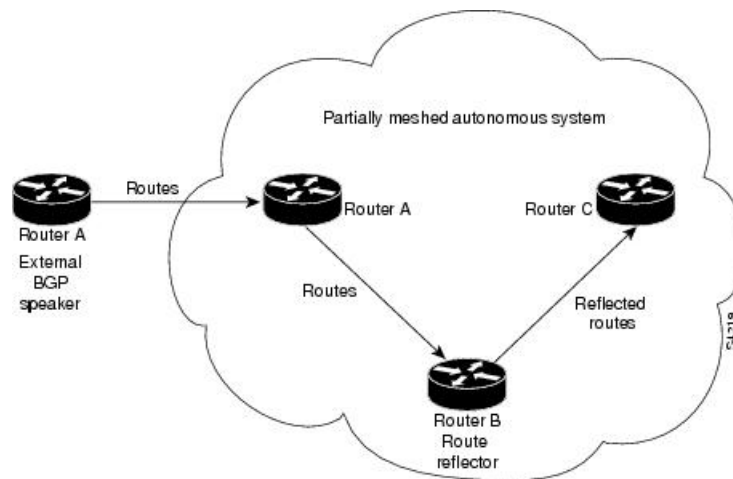 Partially meshed autonomous system
Routes
Router A
External
BGP
speaker
Router A
Router C
Routes
Reflected
routes
Router B
Route
reflector